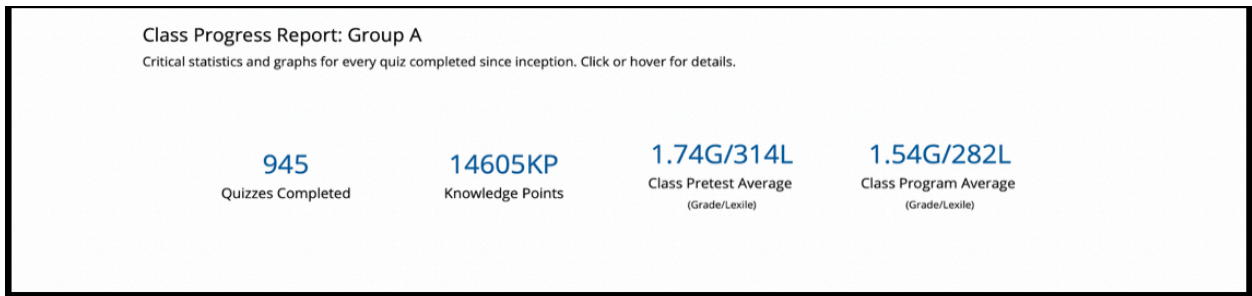 Class Progress Report: Group A
Critical statistics and graphs for every quiz completed since inception. Click or hover for details.
945
Quizzes Completed
14605KP
Knowledge Points
1.74G/314L
Class Pretest Average
(Grade/Lexile)
1.54G/282L
Class Program Average
(Grade/Lexile)